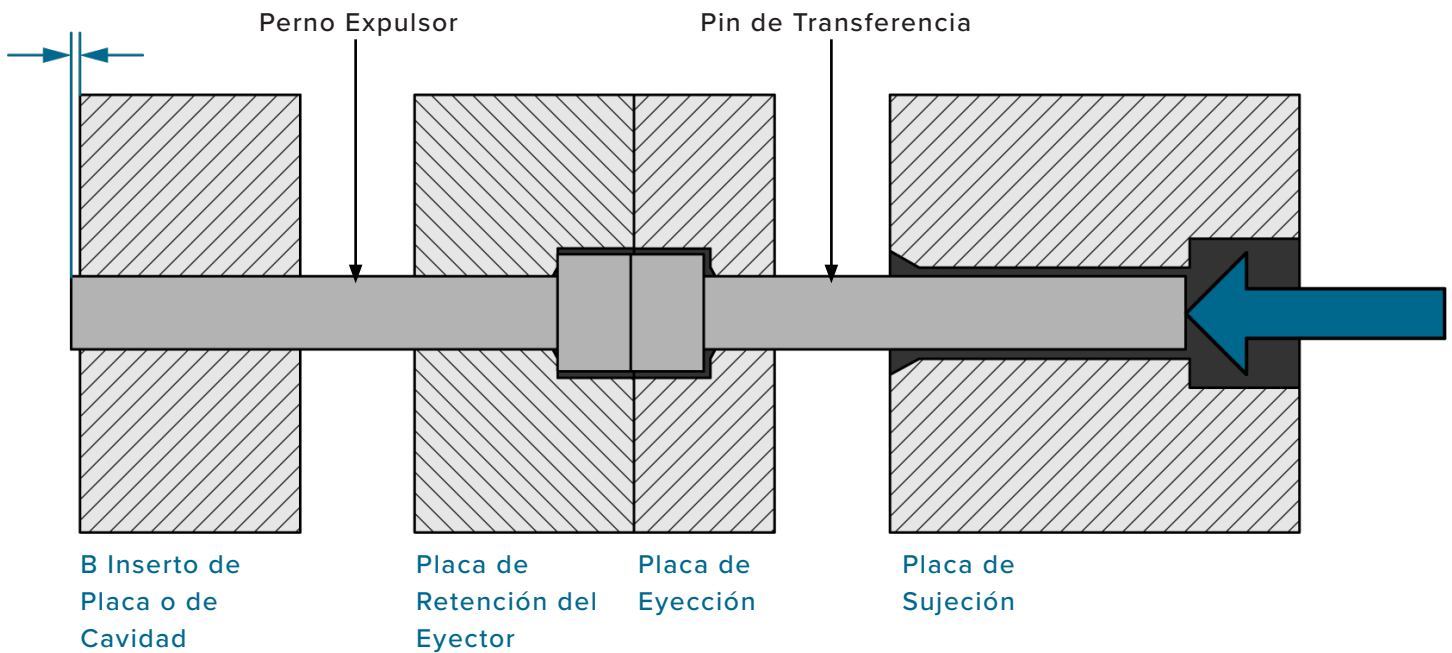 Perno Expulsor
Pin de Transferencia
B Inserto de
Placa o de
Cavidad
Placa de
Retención del
Eyector
Placa de
Eyección
Placa de
Sujeción